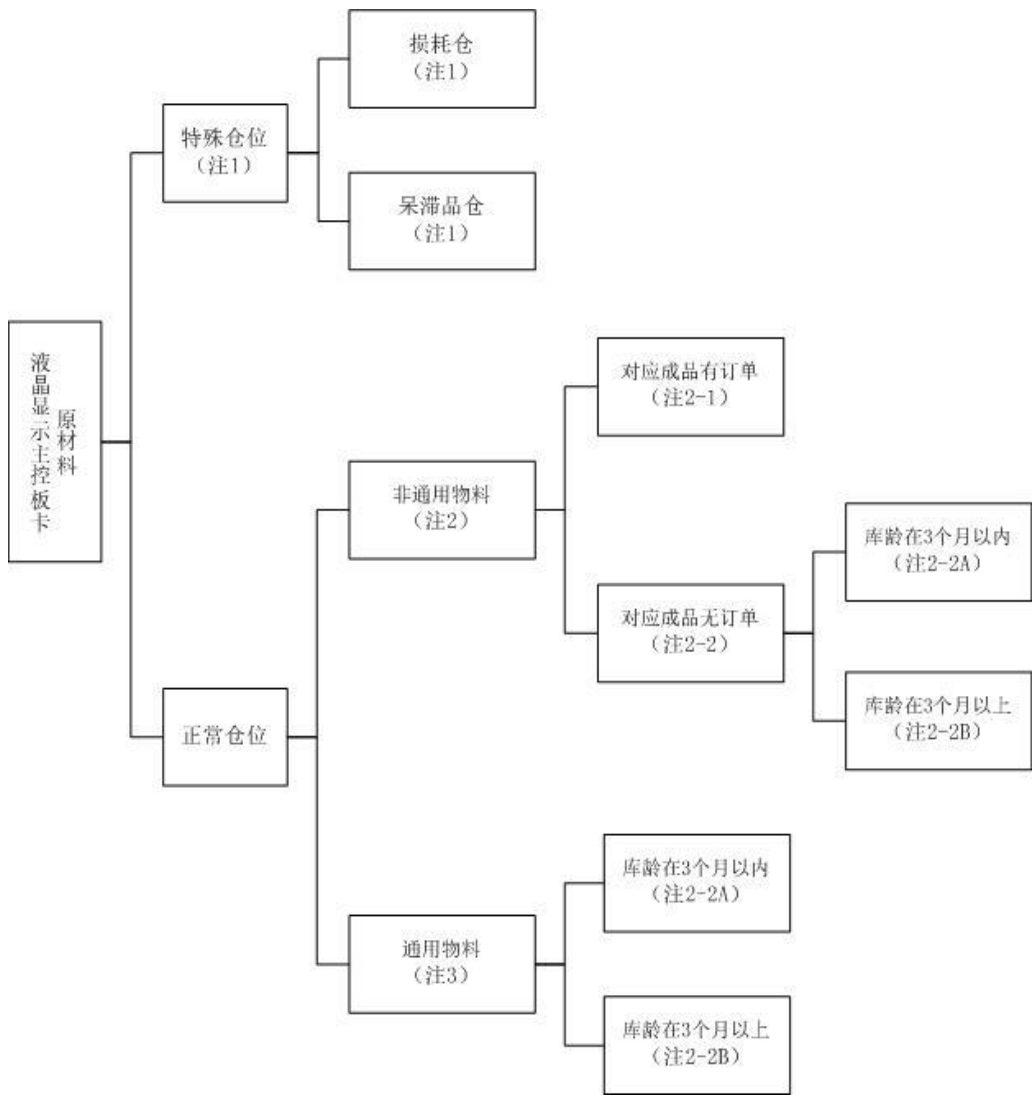 损耗仓
（注1）
特殊仓位
（注1）
呆滞品仓
（注1）
液晶显示主控板卡
原材料
对应成品有订单
（注2-1）
非通用物料
（注2）
库龄在3个月以内
（注2-2A）
对应成品无订单
（注2-2）
库龄在3个月以上
（注2-2B）
正常仓位
库龄在3个月以内
（注2-2A）
通用物料
（注3）
库龄在3个月以上
（注2-2B）